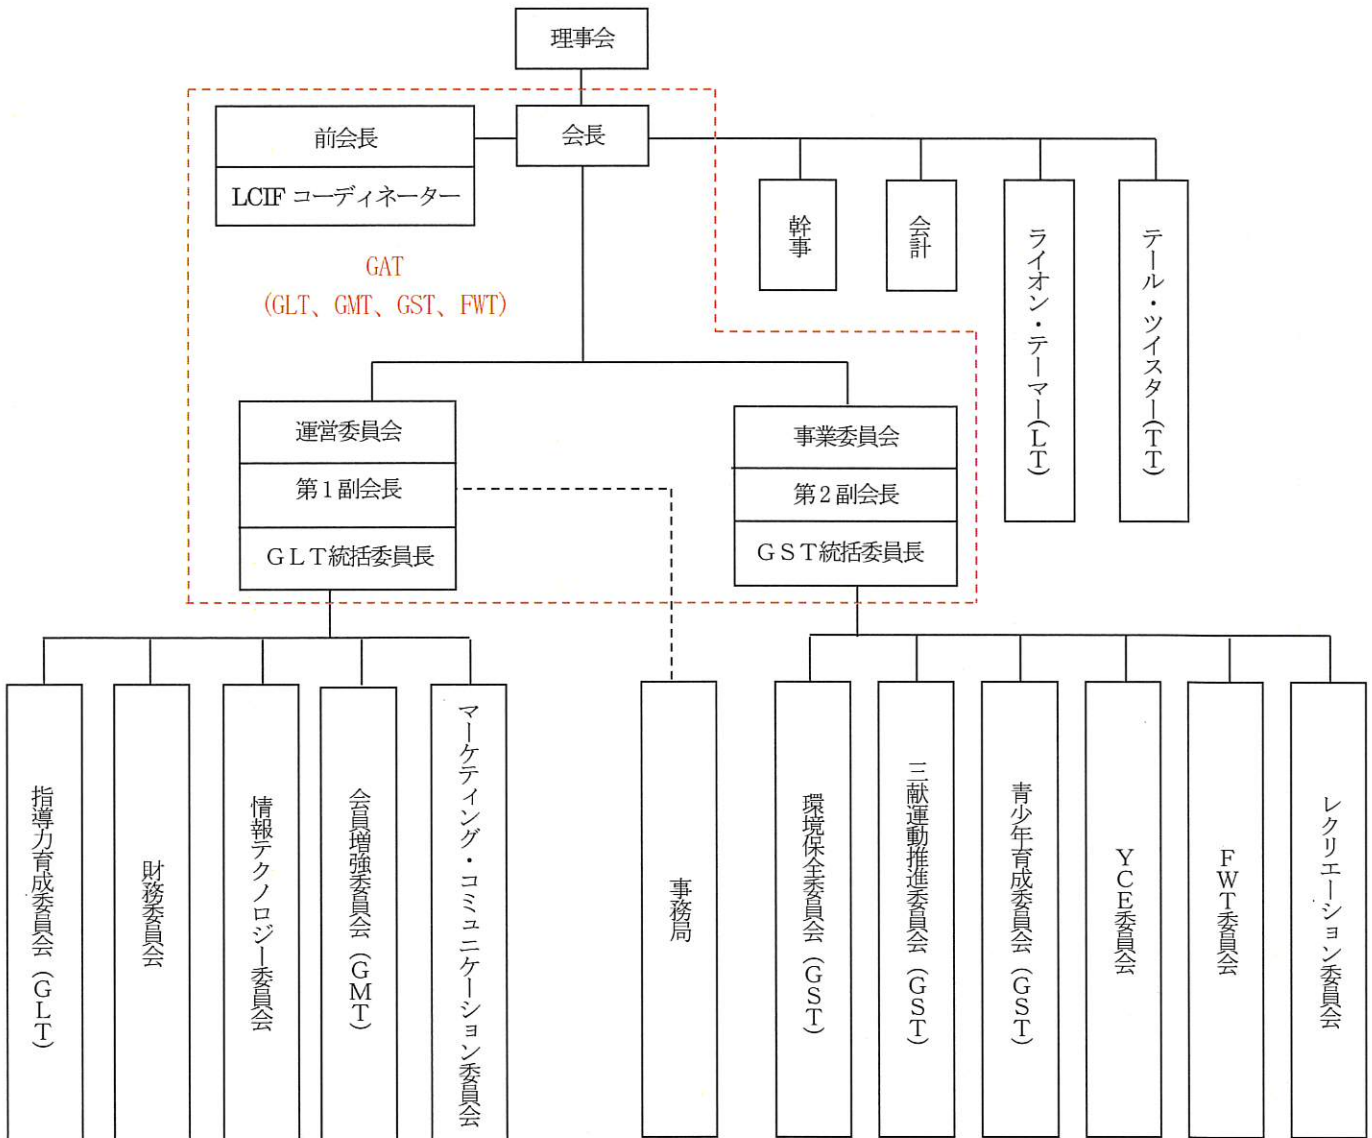 理事会
前会長
LCIF コーディネーター
会長
幹事
会計
ライオン・テーマー(LT)
テール・ツイスター(TT)
GAT
(GLT、GMT、GST、FWT)
運営委員会
第1副会長
GLT統括委員長
事業委員会
第2副会長
GST統括委員長
指導力育成委員会(GLT)
財務委員会
情報テクノロジー委員会
会員増強委員会(GMT)
マーケティング・コミュニケーション委員会
事務局
環境保全委員会(GST)
三献運動推進委員会(GST)
青少年育成委員会(GST)
YCE委員会
FWT委員会
レクリエーション委員会